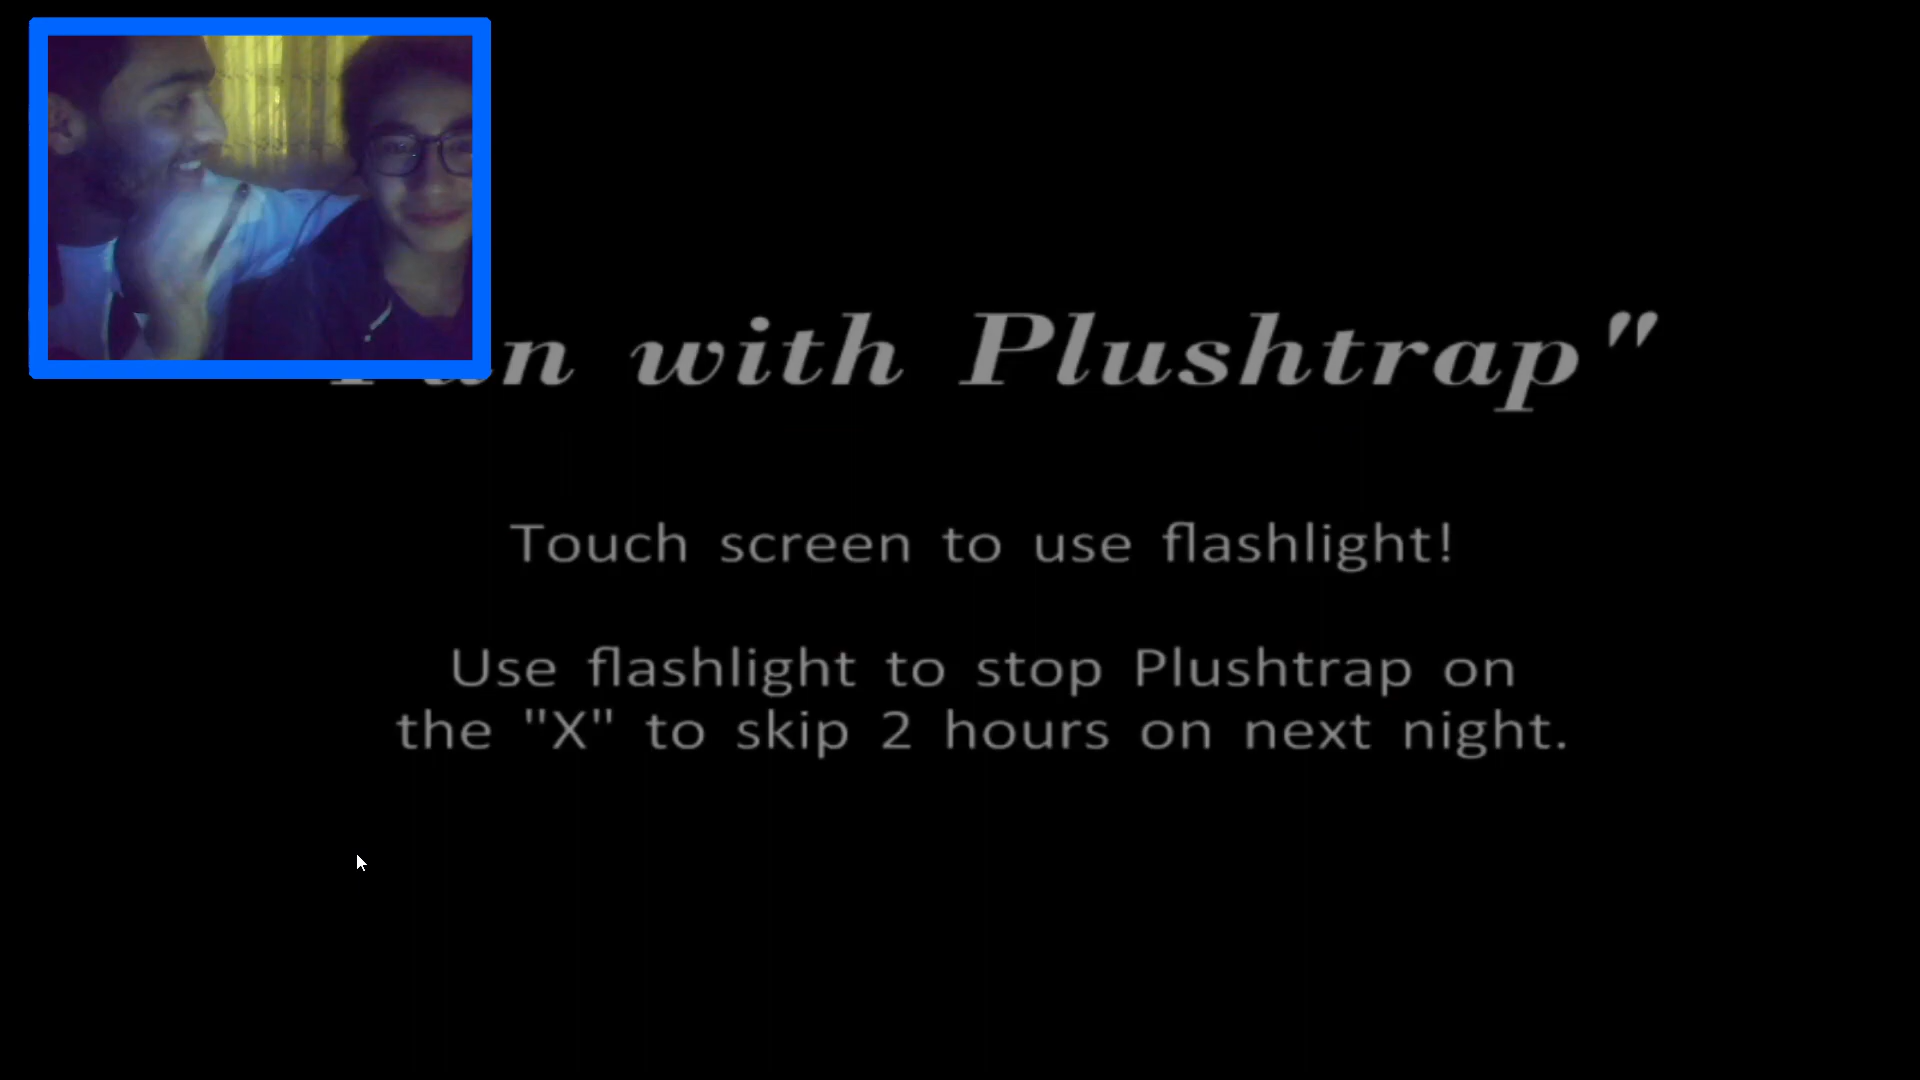 with Plushtrap"
Touch screen to use flashlight!
Use flashlight to stop Plushtrap on
the "X" to skip 2 hours on next night.